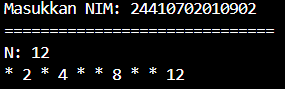 Masukkan NIM: 24410702010902
==============================
N: 12
* 2 * 4 * * 8 * * 12